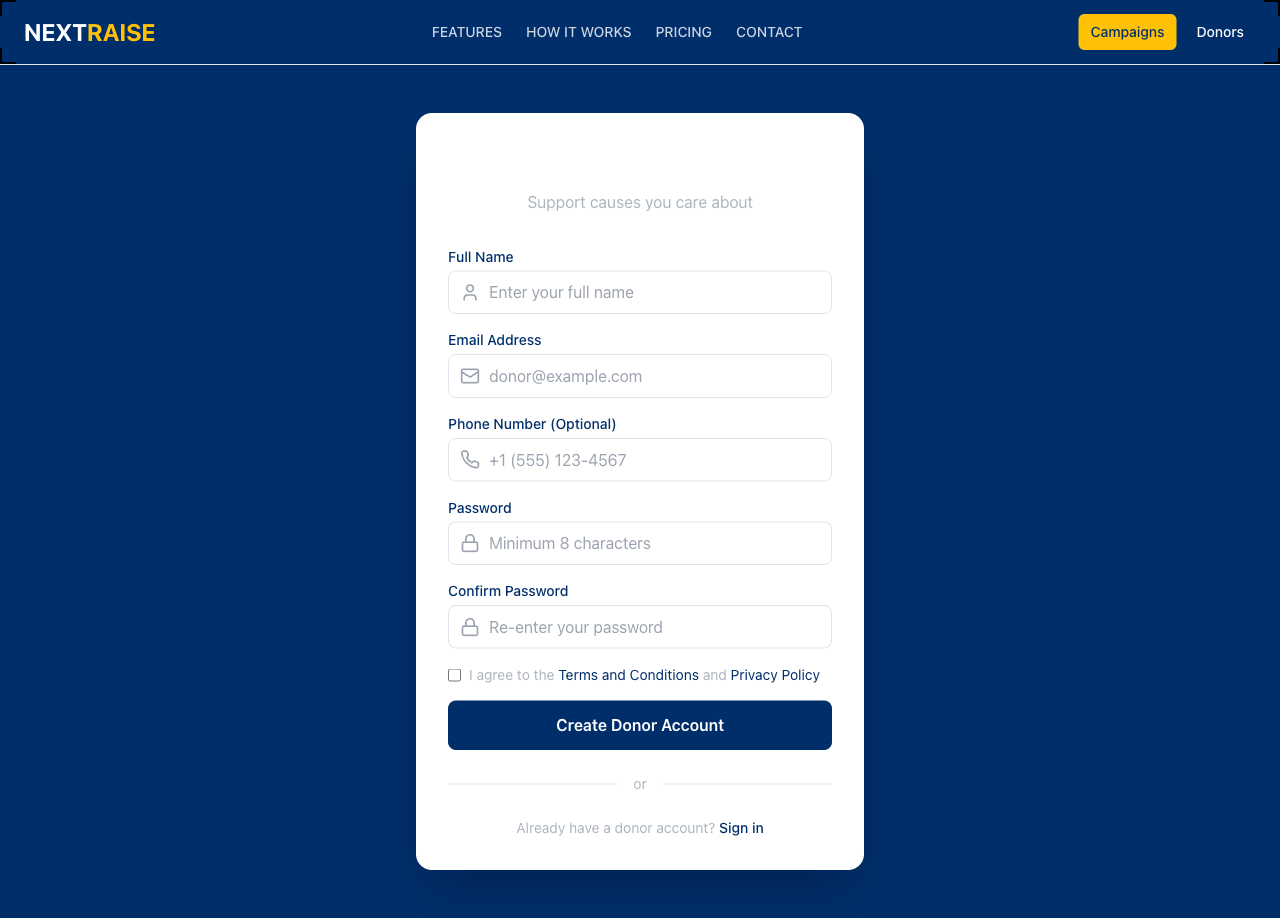 NEXTRAISE
FEATURES HOW IT WORKS PRICING CONTACT
Campaigns Donors
Support causes you care about
Full Name
Enter your full name
Email Address
donor@example.com
Phone Number (Optional)
+1 (555) 123-4567
Password
Minimum 8 characters
Confirm Password
Re-enter your password
I agree to the Terms and Conditions and Privacy Policy
Create Donor Account
or
Already have a donor account? Sign in